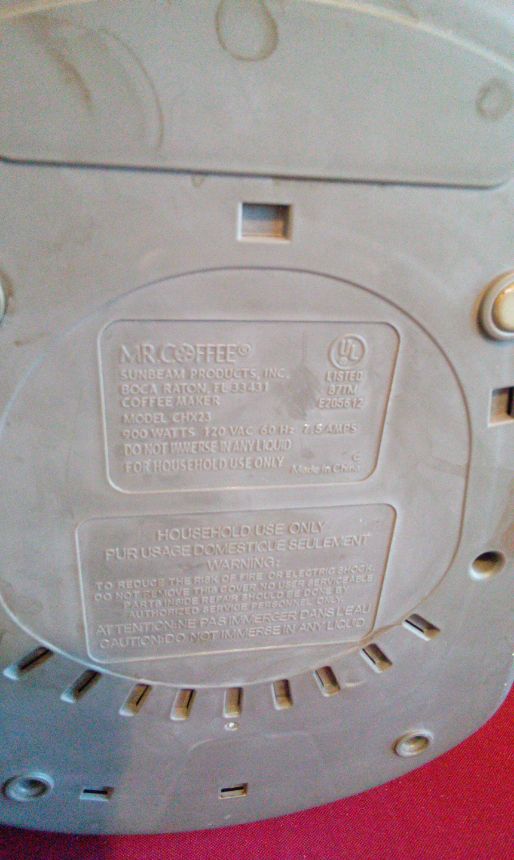 MR.COFFEE®
SUNBEAM PRODUCTS, INC.
BOCA RATON, FL 33431
COFFEE MAKER
MODEL CHX23
900 WATTS 120 VAC 60 Hz 7.5 AMPS
DO NOT IMMERSE IN ANY LIQUID
FOR HOUSEHOLD USE ONLY
UL
LISTED
877M
E205612
Made in China
HOUSEHOLD USE ONLY
PUR USAGE DOMESTIQUE SEULEMENT
WARNING:
TO REDUCE THE RISK OF FIRE OR ELECTRIC SHOCK,
DO NOT REMOVE THIS COVER NO USER SERVICEABLE
PARTS INSIDE REPAIR SHOULD BE DONE BY
AUTHORIZED SERVICE PERSONNEL ONLY
ATTENTION:NE PAS IMMERGER DANS L'EAU
CAUTION:DO NOT IMMERSE IN ANY LIQUID